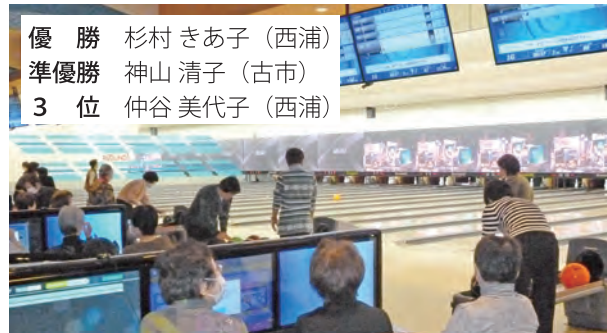 優　勝　杉村 きあ子（西浦）
準優勝　神山 清子（古市）
３　位　仲谷 美代子（西浦）